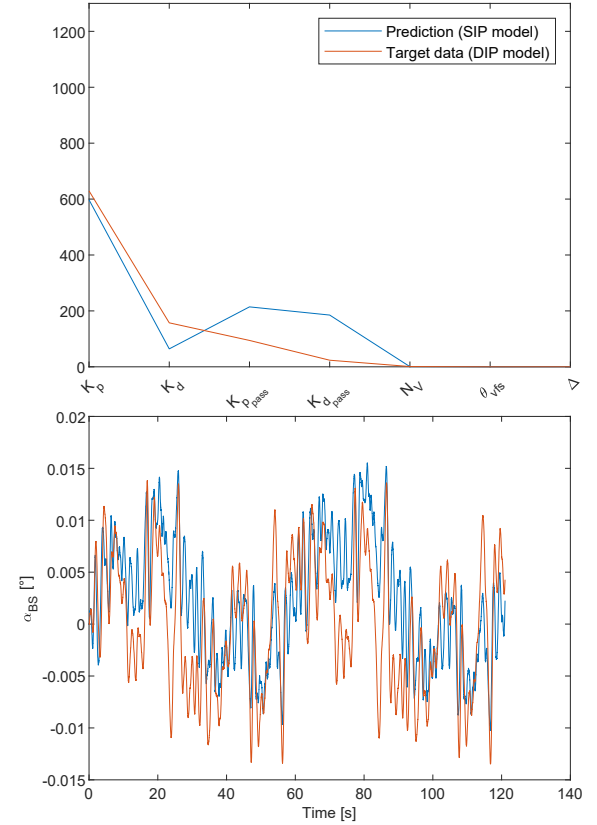 1200
1000
800
600
400
200
0
Prediction (SIP model)
Target data (DIP model)
K_p
K_d
K_p_pass
K_d_pass
N_V
θ_vfs
Δ
0.02
0.015
0.01
0.005
0
-0.005
-0.01
-0.015
α_BS [°]
0 20 40 60 80 100 120 140
Time [s]